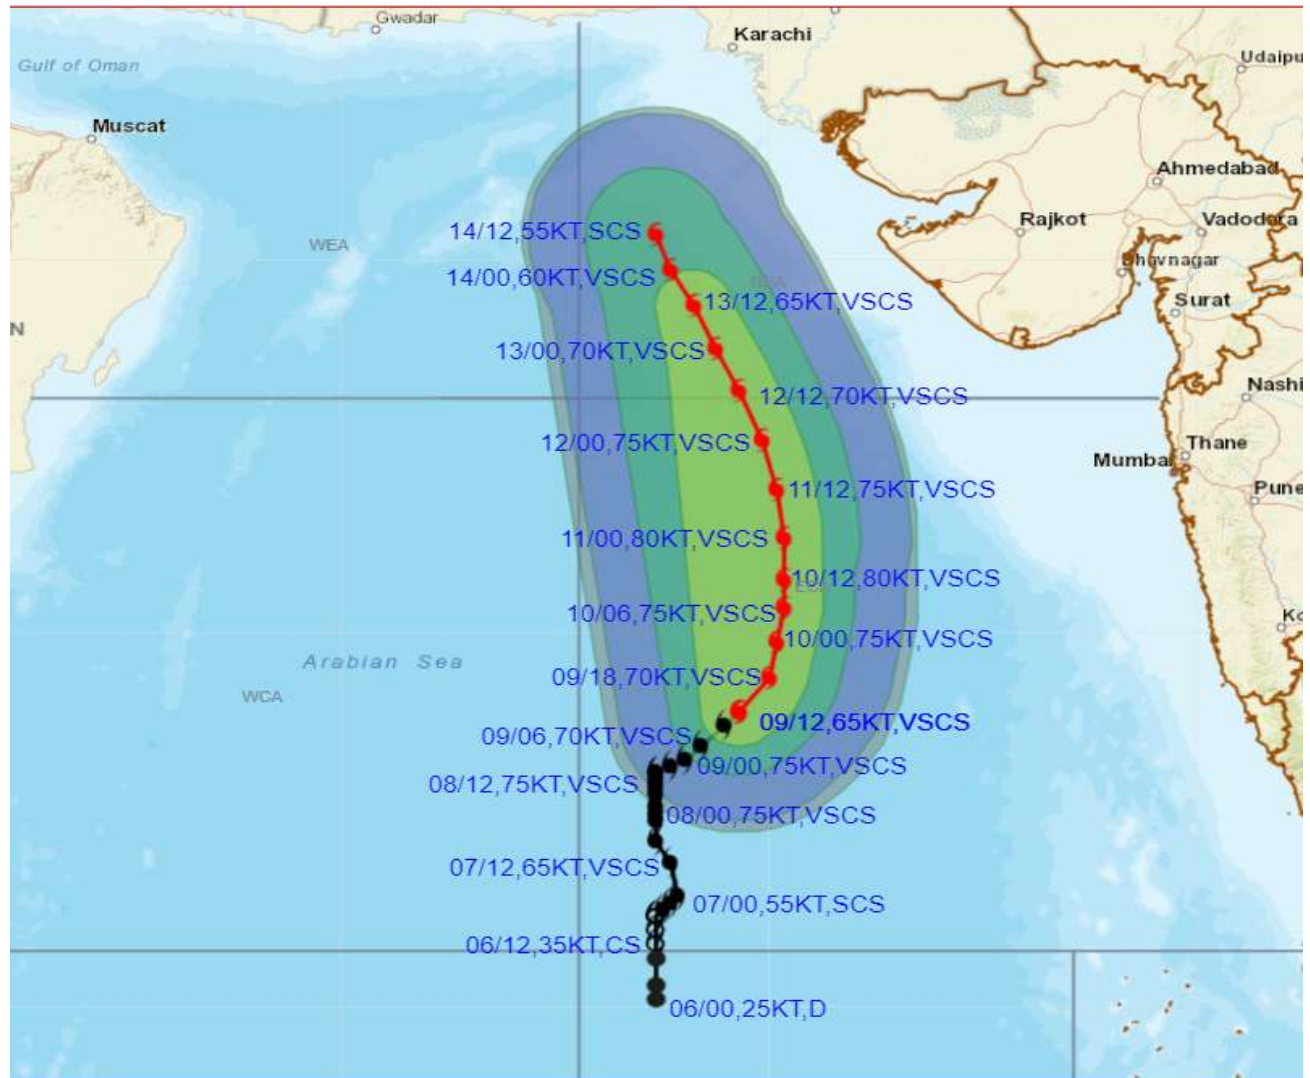 Gwadar
Karachi
Gulf of Oman
Udaipu
Muscat
Ahmedabad
14/12,55KT,SCS
WEA
Rajkot
Vadodara
14/00,60KT,VSCS
Bhavnagar
13/12,65KT,VSCS
Surat
N
13/00,70KT,VSCS
Nashi
12/12,70KT,VSCS
12/00,75KT,VSCS
Thane
Mumbai
11/12,75KT,VSCS
Pune
11/00,80KT,VSCS
10/12,80KT,VSCS
10/06,75KT,VSCS
Ko
10/00,75KT,VSCS
Arabian Sea
09/18,70KT,VSCS
WCA
09/12,65KT,VSCS
09/06,70KT,VSCS
09/00,75KT,VSCS
08/12,75KT,VSCS
08/00,75KT,VSCS
07/12,65KT,VSCS
07/00,55KT,SCS
06/12,35KT,CS
06/00,25KT,D